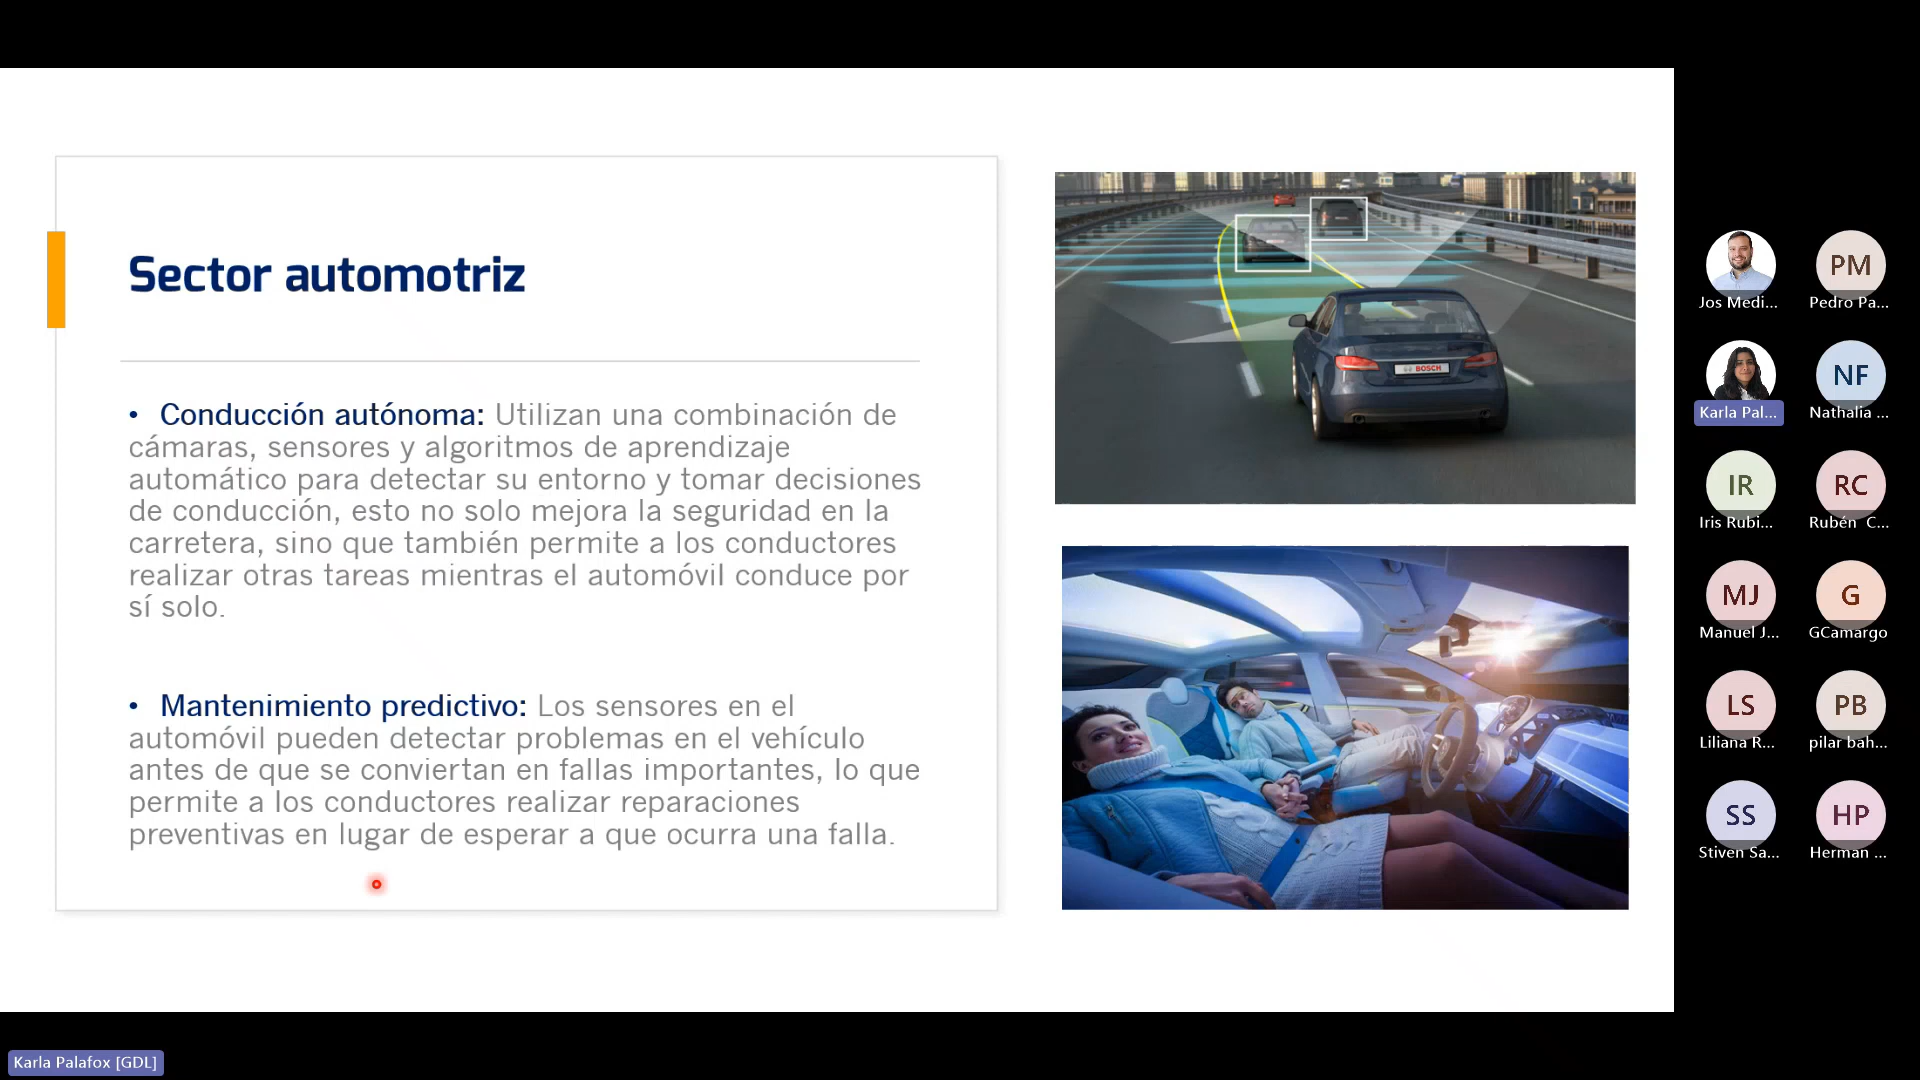 Sector automotriz
• Conducción autónoma: Utilizan una combinación de
cámaras, sensores y algoritmos de aprendizaje
automático para detectar su entorno y tomar decisiones
de conducción, esto no solo mejora la seguridad en la
carretera, sino que también permite a los conductores
realizar otras tareas mientras el automóvil conduce por
sí solo.
• Mantenimiento predictivo: Los sensores en el
automóvil pueden detectar problemas en el vehículo
antes de que se conviertan en fallas importantes, lo que
permite a los conductores realizar reparaciones
preventivas en lugar de esperar a que ocurra una falla.
BOSCH
Jos Medi...
PM
Pedro Pa...
Karla Pal...
NF
Nathalia ...
IR
Iris Rubi...
RC
Rubén C...
MJ
Manuel J...
G
GCamargo
LS
Liliana R...
PB
pilar bah...
SS
Stiven Sa...
HP
Herman ...
Karla Palafox [GDL]